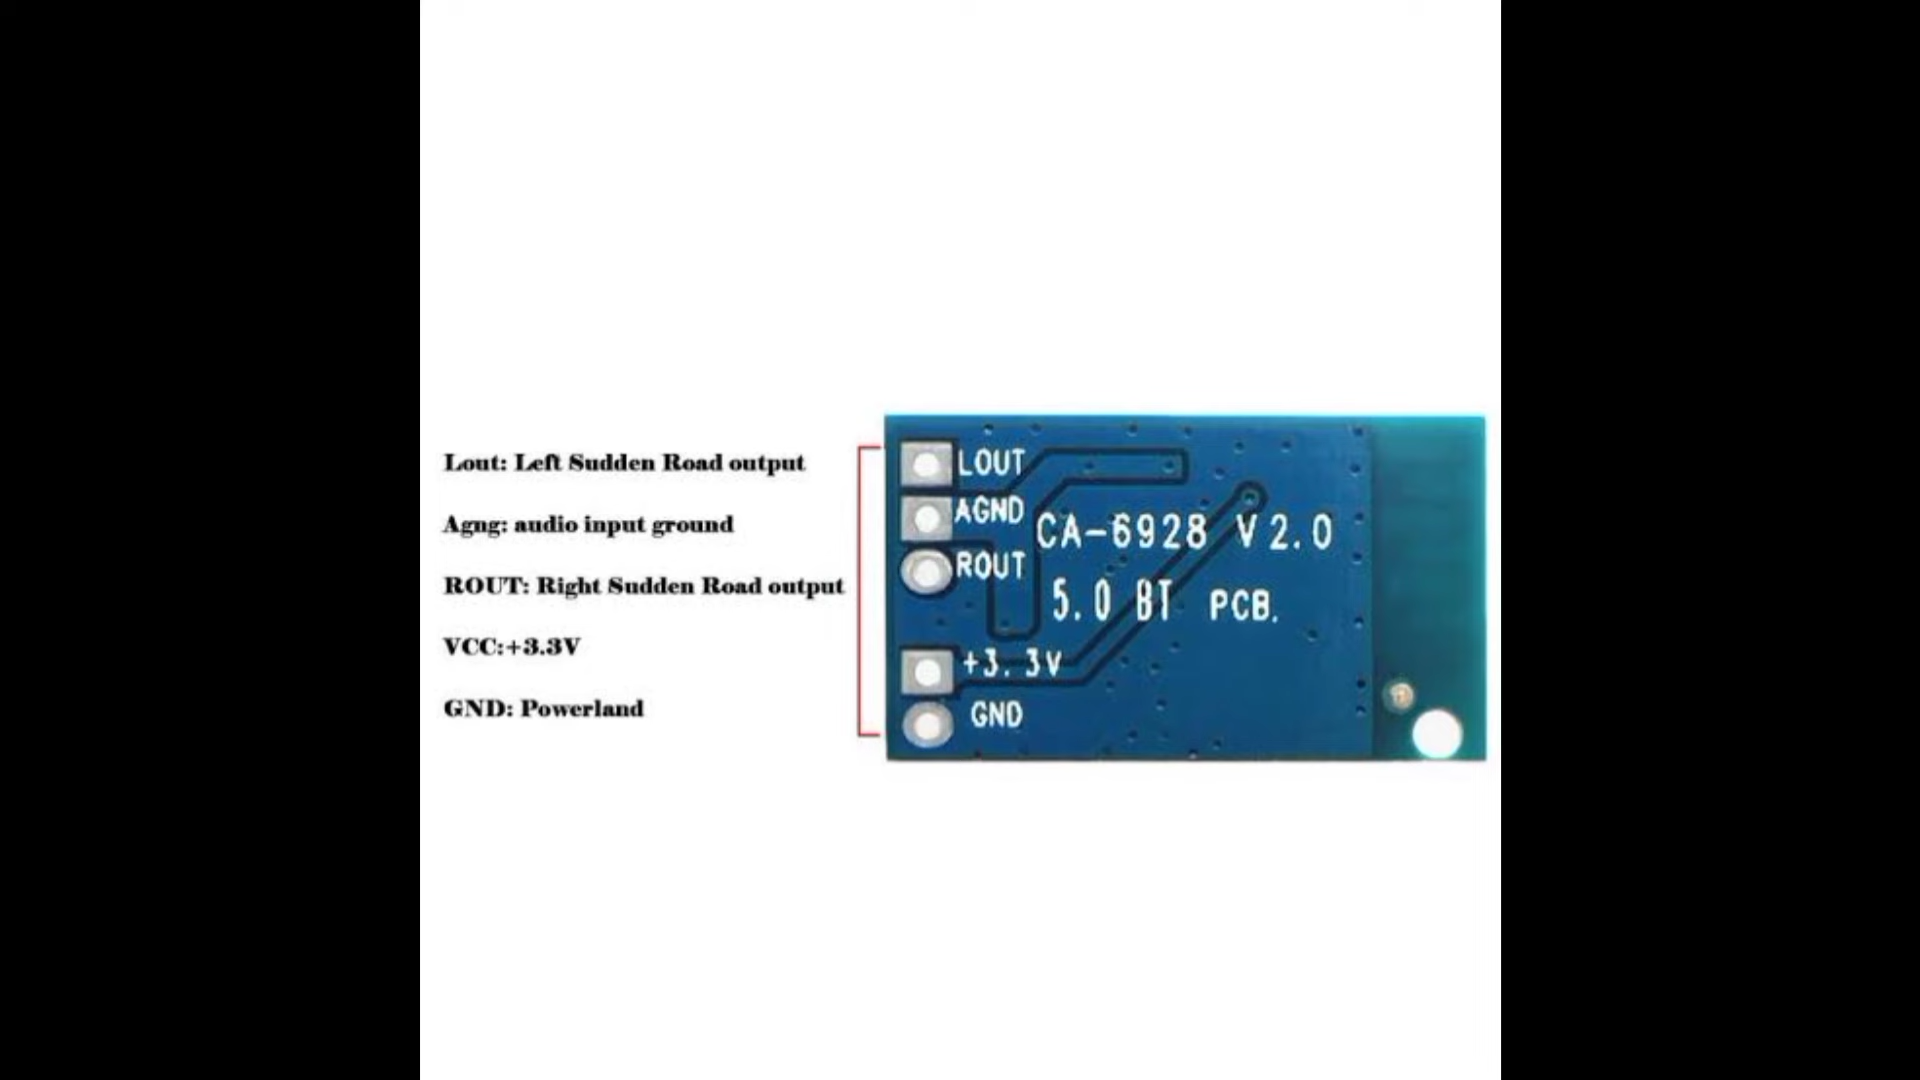 Lout: Left Sudden Road output
Agng: audio input ground
ROUT: Right Sudden Road output
VCC:+3.3V
GND: Powerland
LOUT
AGND
ROUT
+3.3V
GND
CA-6928 V2.0
5.0 BT PCB.